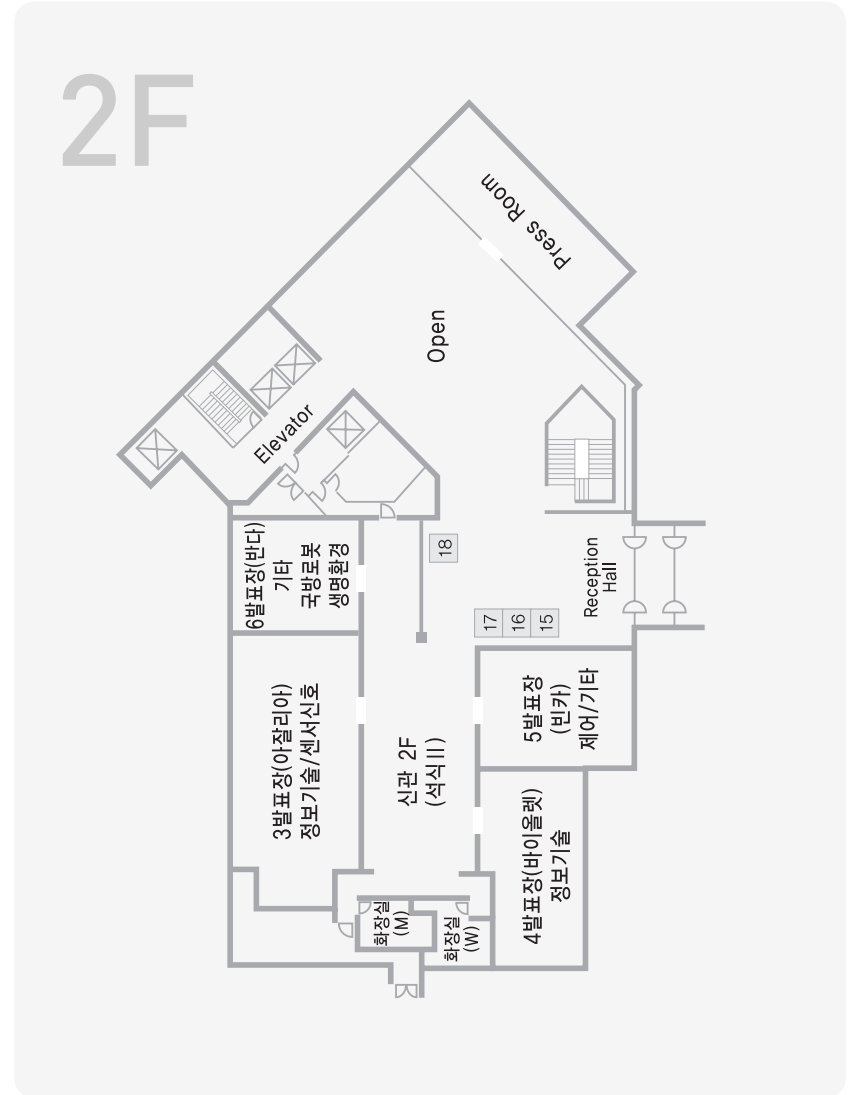 2F
Press Room
Open
Elevator
6발표장(반다)
기타
국방로봇
생명환경
18
17
16
15
Reception
Hall
3발표장(아잘리아)
정보기술/센서신호
신관 2F
(석식Ⅱ)
5발표장
(빈카)
제어/기타
4발표장(바이올렛)
정보기술
화장실
(M)
화장실
(W)